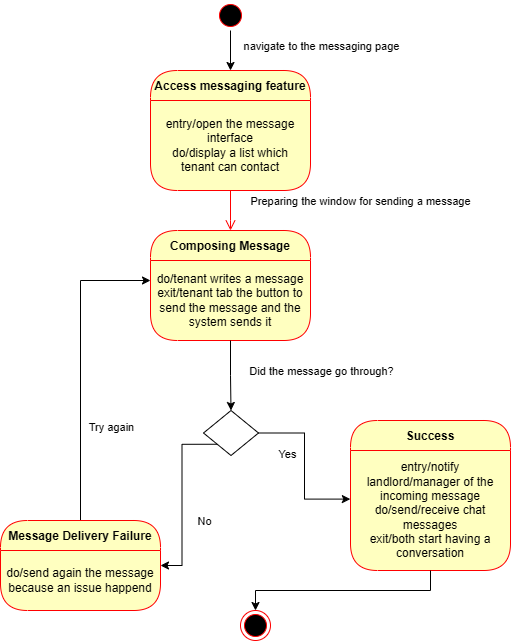 navigate to the messaging page
Access messaging feature
entry/open the message
interface
do/display a list which
tenant can contact
Preparing the window for sending a message
Composing Message
do/tenant writes a message
exit/tenant tab the button to
send the message and the
system sends it
Did the message go through?
Try again
Yes
No
Success
entry/notify
landlord/manager of the
incoming message
do/send/receive chat
messages
exit/both start having a
conversation
Message Delivery Failure
do/send again the message
because an issue happend